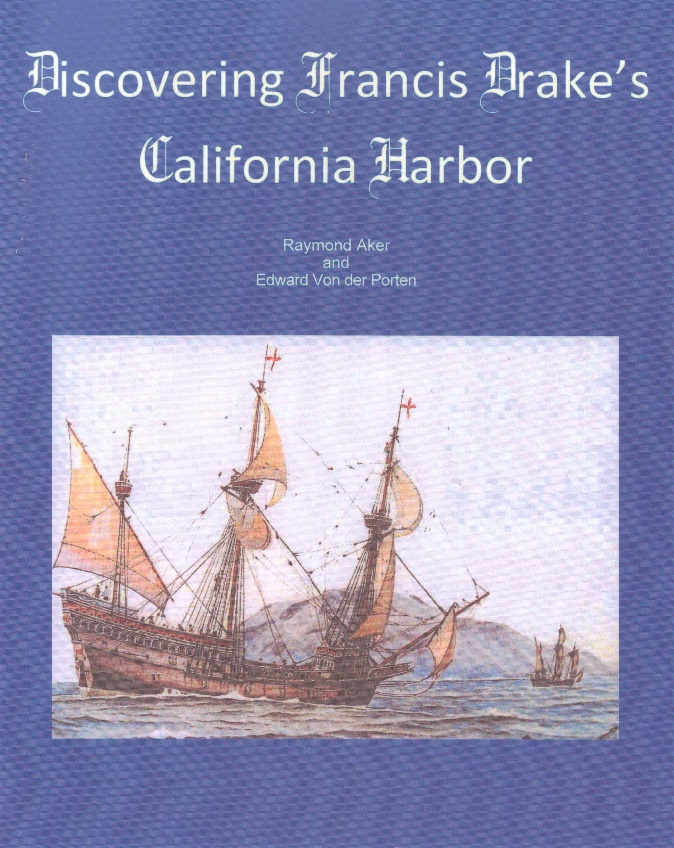 Discovering Francis Drake's
California Harbor
Raymond Aker
and
Edward Von der Porten